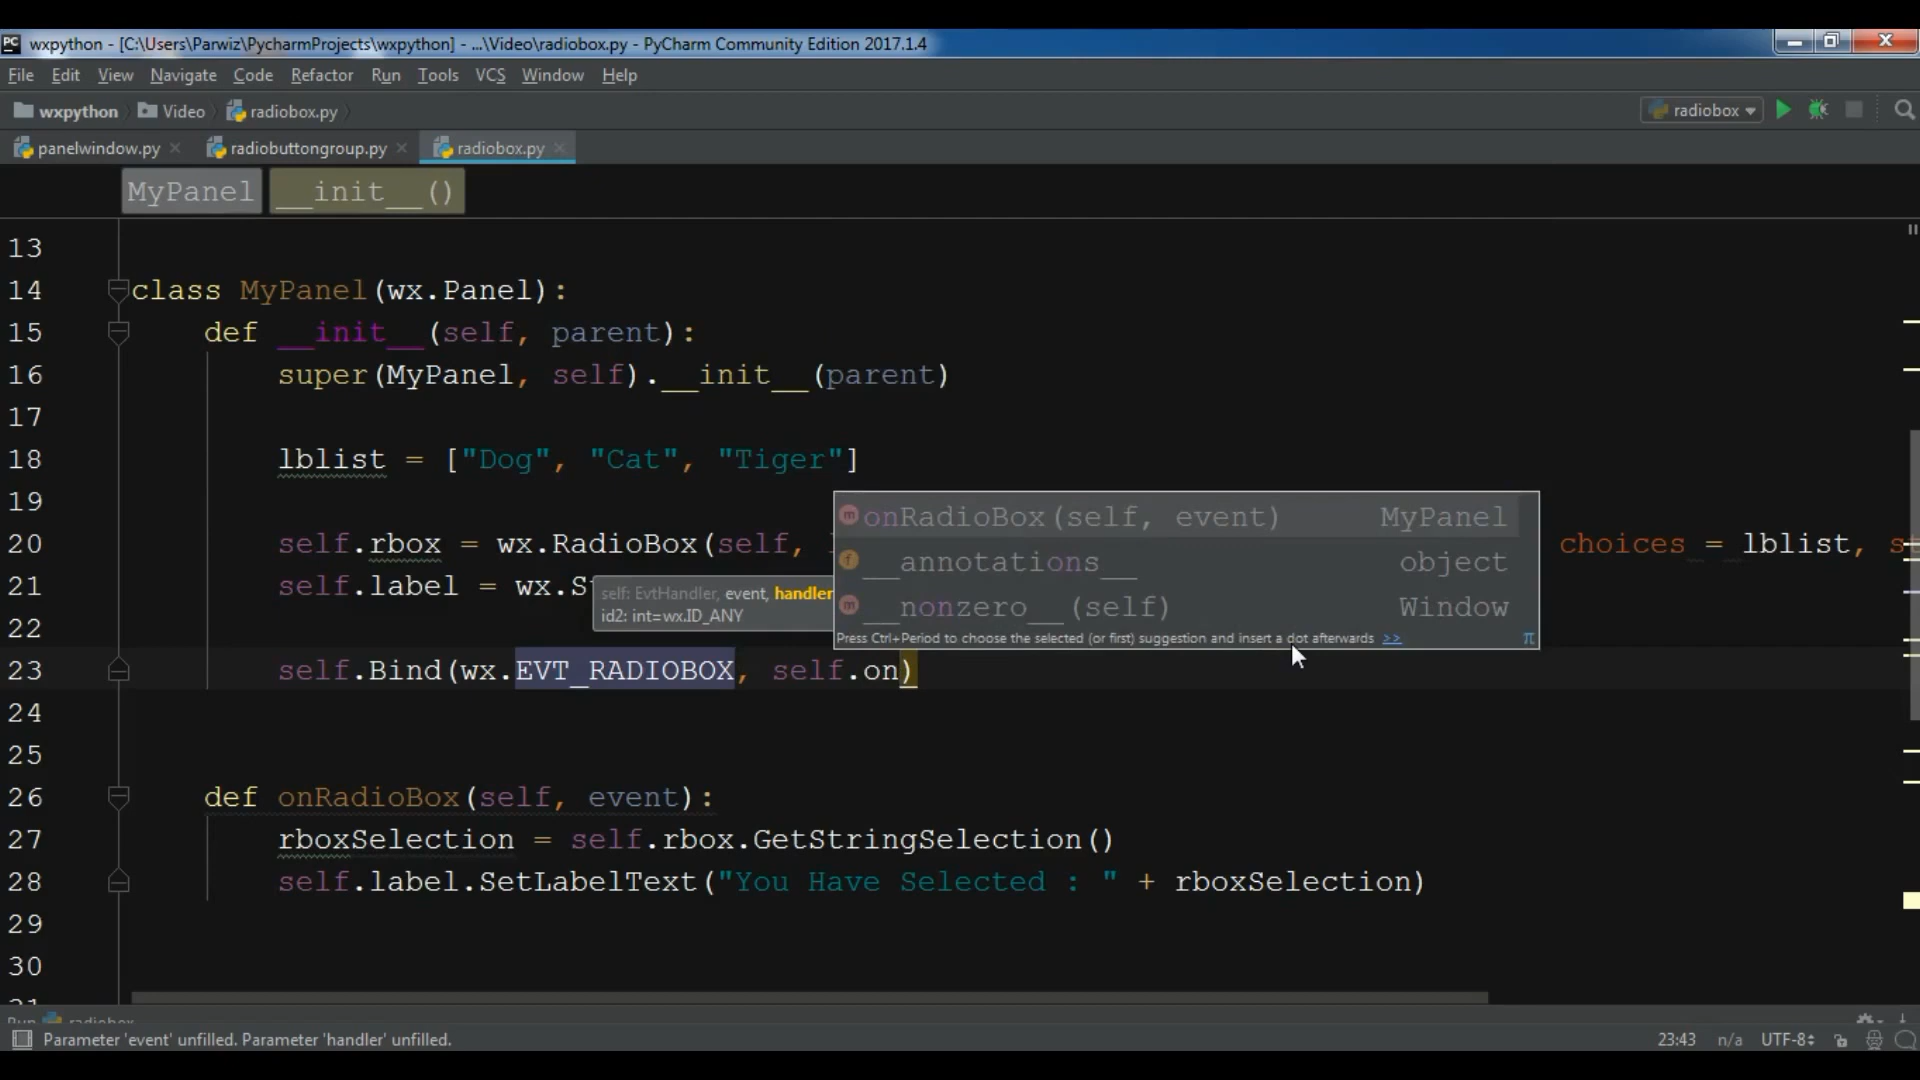 PC wxpython - [C:\Users\Parwiz\PycharmProjects\wxpython] - ...\Video\radiobox.py - PyCharm Community Edition 2017.1.4
File Edit View Navigate Code Refactor Run Tools VCS Window Help
wxpython Video radiobox.py radiobox
panelwindow.py radiobuttongroup.py radiobox.py
MyPanel __init__()
13
14 class MyPanel(wx.Panel):
15 def __init__(self, parent):
16 super(MyPanel, self).__init__(parent)
17
18 lblist = ["Dog", "Cat", "Tiger"]
19
onRadioBox(self, event) MyPanel
20 self.rbox = wx.RadioBox(self, choices = lblist,
__annotations__ object
21 self.label = wx.S
self: EvtHandler, event, handler
id2: int=wx.ID_ANY
__nonzero__(self) Window
22
Press Ctrl+Period to choose the selected (or first) suggestion and insert a dot afterwards >> π
23 self.Bind(wx.EVT_RADIOBOX, self.on)
24
25
26 def onRadioBox(self, event):
27 rboxSelection = self.rbox.GetStringSelection()
28 self.label.SetLabelText("You Have Selected : " + rboxSelection)
29
30
Parameter 'event' unfilled. Parameter 'handler' unfilled. 23:43 n/a UTF-8